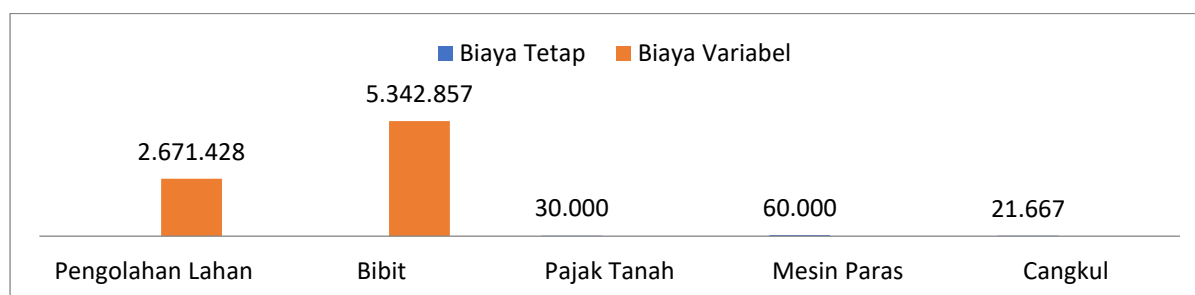 Biaya Tetap Biaya Variabel
5.342.857
2.671.428
30.000 60.000 21.667
Pengolahan Lahan Bibit Pajak Tanah Mesin Paras Cangkul